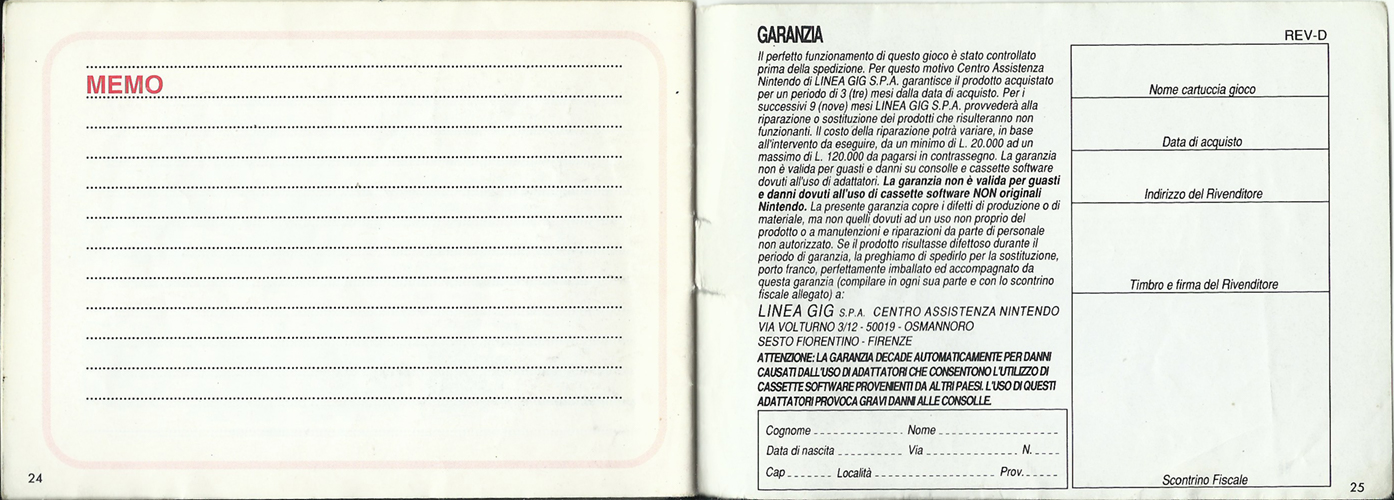 MEMO
24
GARANZIA
Il perfetto funzionamento di questo gioco è stato controllato
prima della spedizione. Per questo motivo Centro Assistenza
Nintendo di LINEA GIG S.P.A. garantisce il prodotto acquistato
per un periodo di 3 (tre) mesi dalla data di acquisto. Per i
successivi 9 (nove) mesi LINEA GIG S.P.A. provvederà alla
riparazione o sostituzione dei prodotti che risulteranno non
funzionanti. Il costo della riparazione potrà variare, in base
all'intervento da eseguire, da un minimo di L. 20.000 ad un
massimo di L. 120.000 da pagarsi in contrassegno. La garanzia
non è valida per guasti e danni su consolle e cassette software
dovuti all'uso di adattatori. La garanzia non è valida per guasti
e danni dovuti all'uso di cassette software NON originali
Nintendo. La presente garanzia copre i difetti di produzione o di
materiale, ma non quelli dovuti ad un uso non proprio del
prodotto o a manutenzioni e riparazioni da parte di personale
non autorizzato. Se il prodotto risultasse difettoso durante il
periodo di garanzia, la preghiamo di spedirlo per la sostituzione,
porto franco, perfettamente imballato ed accompagnato da
questa garanzia (compilare in ogni sua parte e con lo scontrino
fiscale allegato) a:
LINEA GIG S.P.A. CENTRO ASSISTENZA NINTENDO
VIA VOLTURNO 3/12 - 50019 - OSMANNORO
SESTO FIORENTINO - FIRENZE
ATTENZIONE: LA GARANZIA DECADE AUTOMATICAMENTE PER DANNI
CAUSATI DALL'USO DI ADATTATORI CHE CONSENTONO L'UTILIZZO DI
CASSETTE SOFTWARE PROVENIENTI DA ALTRI PAESI. L'USO DI QUESTI
ADATTATORI PROVOCA GRAVI DANNI ALLE CONSOLLE.
Cognome Nome
Data di nascita Via N.
Cap Località Prov.
REV-D
Nome cartuccia gioco
Data di acquisto
Indirizzo del Rivenditore
Timbro e firma del Rivenditore
Scontrino Fiscale
25